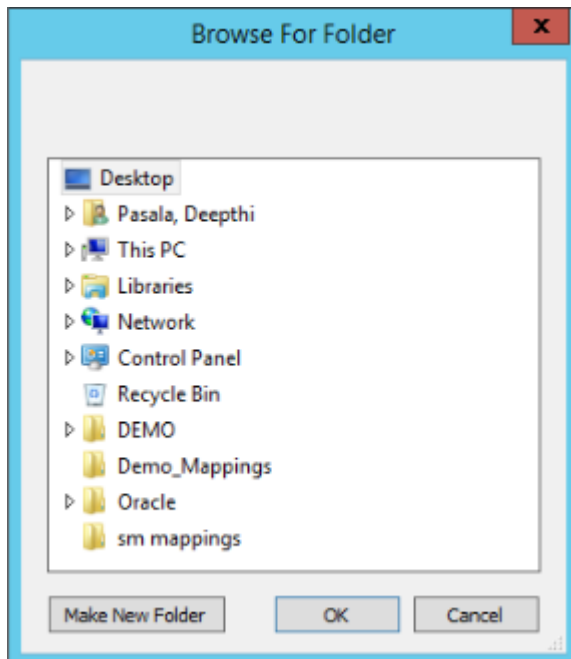 Browse For Folder
x
Desktop
Pasala, Deepthi
This PC
Libraries
Network
Control Panel
Recycle Bin
DEMO
Demo_Mappings
Oracle
sm mappings
Make New Folder OK Cancel